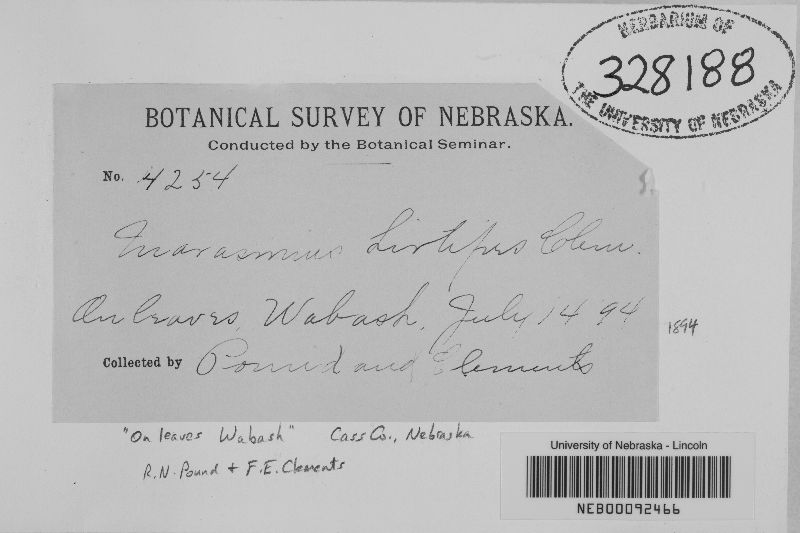 HERBARIUM OF
328188
THE UNIVERSITY OF NEBRASKA
BOTANICAL SURVEY OF NEBRASKA.
Conducted by the Botanical Seminar.
No. 4254
Marasmius Clem.
On leaves, Wabash, July 14 94
1894
Collected by Pound and Clements
"On leaves Wabash" Cass Co., Nebraska
R.N. Pound + F.E. Clements
University of Nebraska - Lincoln
NEB00092466